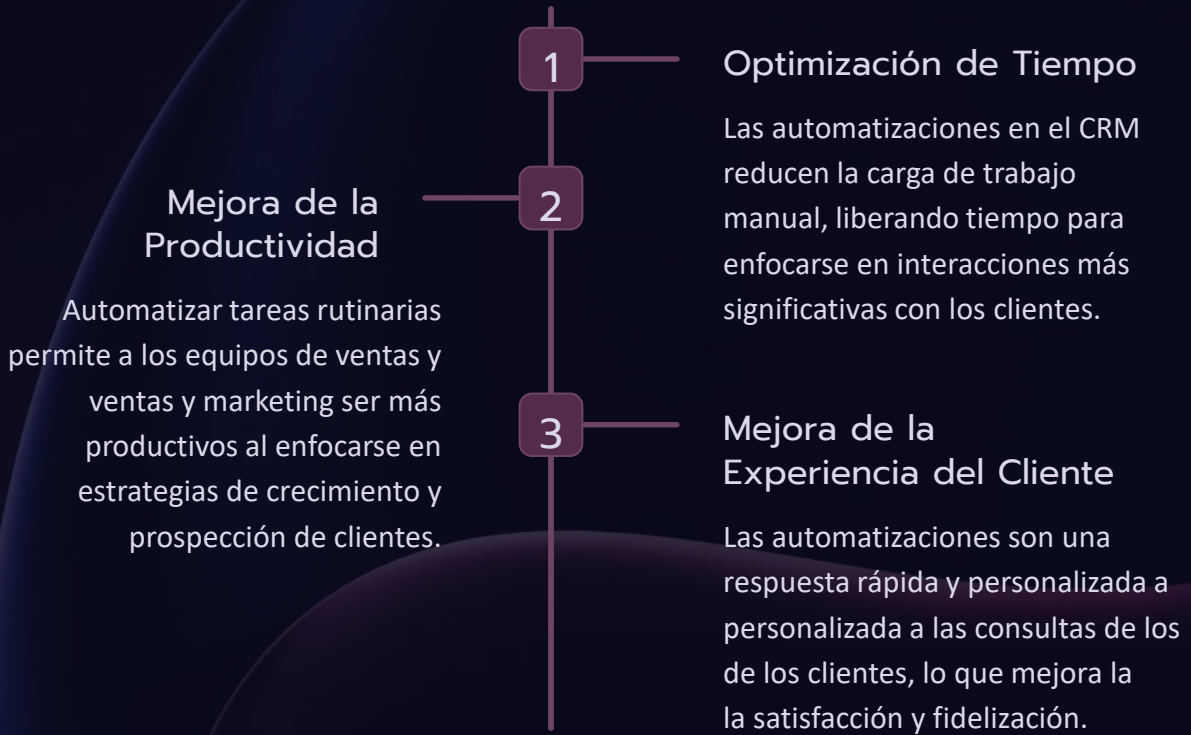 1
Optimización de Tiempo
Las automatizaciones en el CRM
reducen la carga de trabajo
manual, liberando tiempo para
enfocarse en interacciones más
significativas con los clientes.
2
Mejora de la
Productividad
Automatizar tareas rutinarias
permite a los equipos de ventas y
ventas y marketing ser más
productivos al enfocarse en
estrategias de crecimiento y
prospección de clientes.
3
Mejora de la
Experiencia del Cliente
Las automatizaciones son una
respuesta rápida y personalizada a
personalizada a las consultas de los
de los clientes, lo que mejora la
la satisfacción y fidelización.